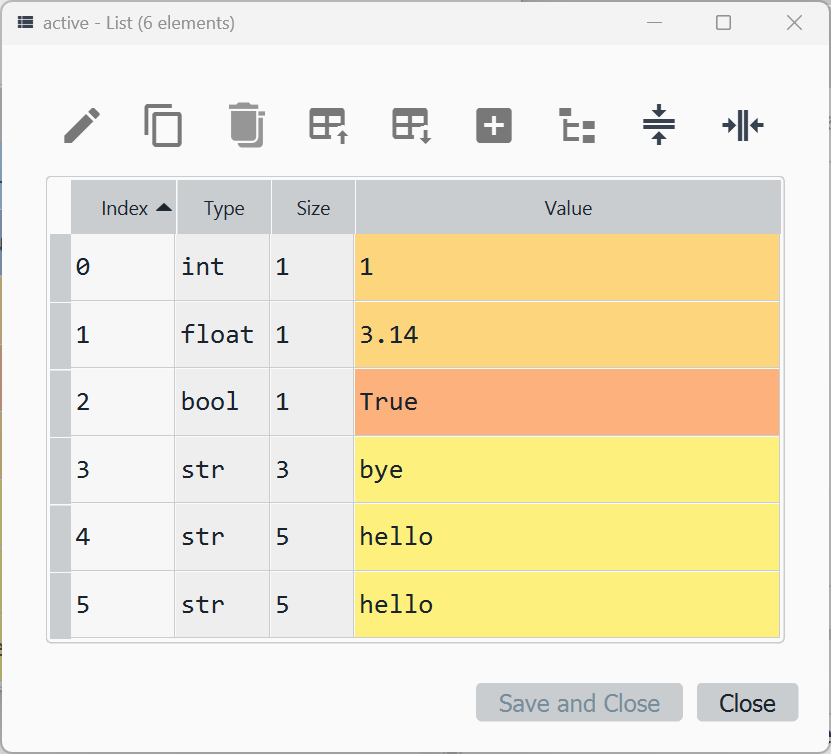 active - List (6 elements)
Index Type Size Value
0 int 1 1
1 float 1 3.14
2 bool 1 True
3 str 3 bye
4 str 5 hello
5 str 5 hello
Save and Close Close